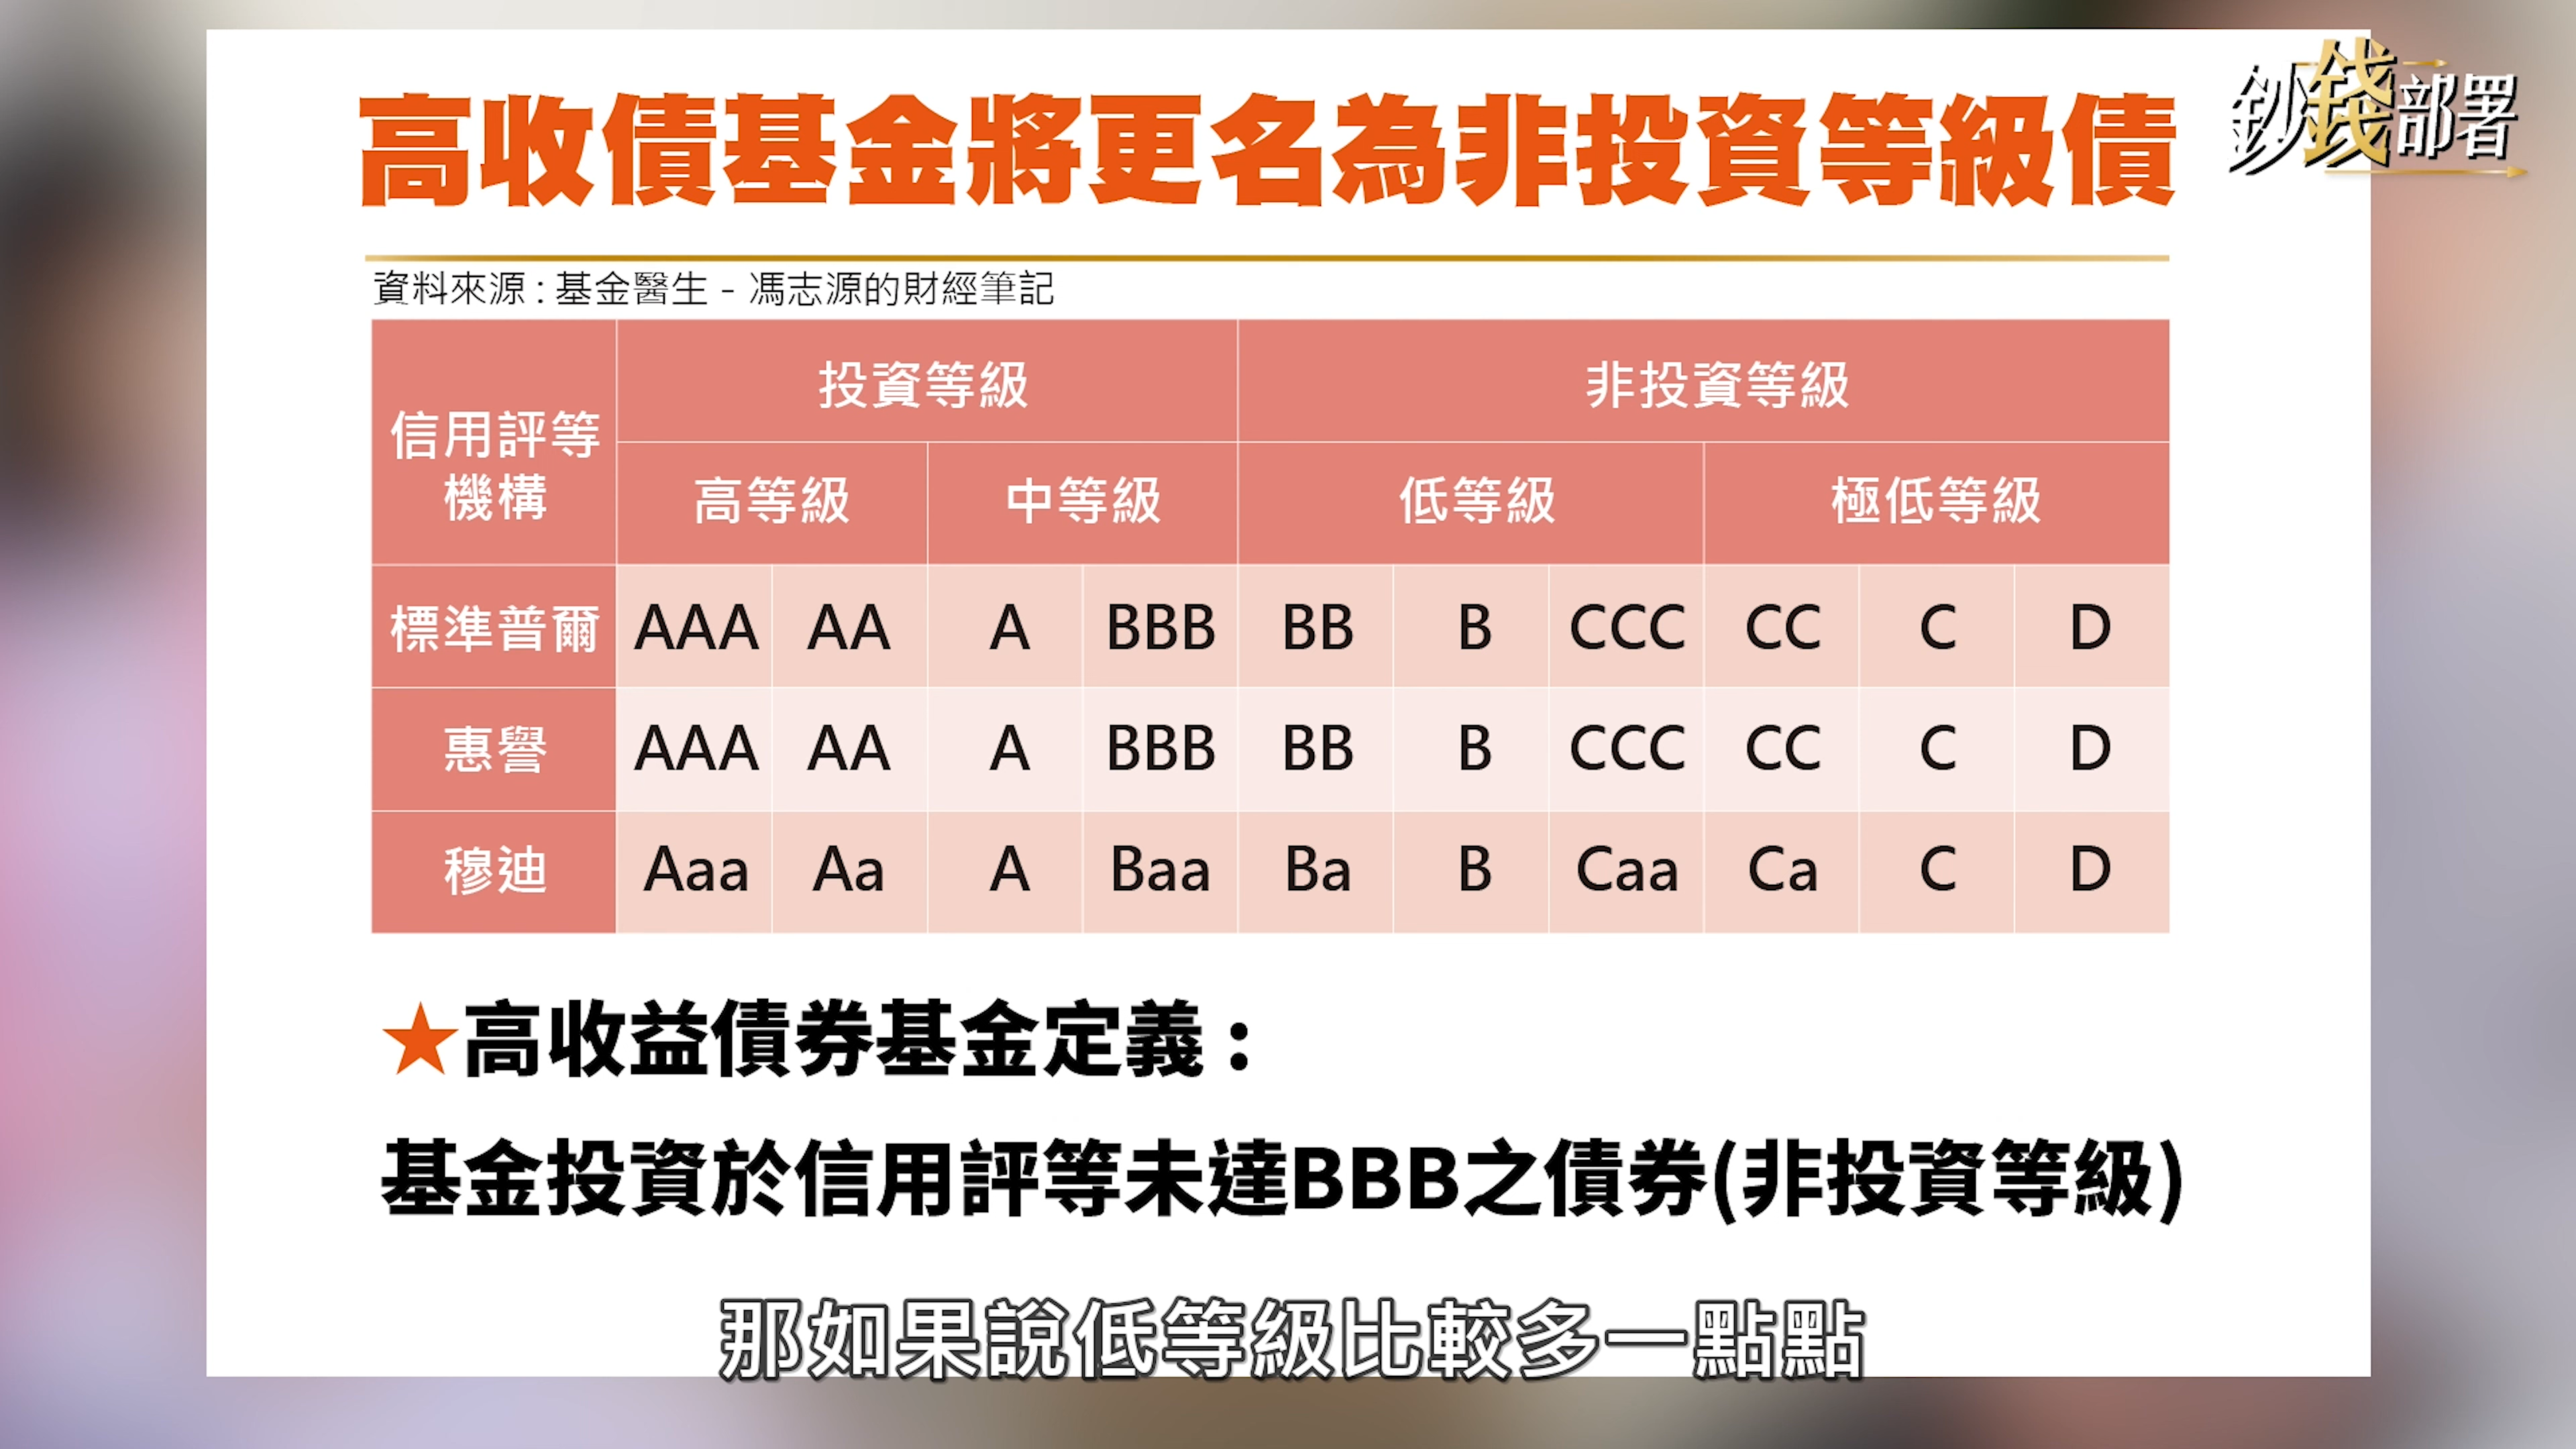 高收債基金將更名為非投資等級債
鈔錢部署
資料來源 : 基金醫生 - 馮志源的財經筆記
信用評等機構 投資等級 非投資等級
高等級 中等級 低等級 極低等級
標準普爾 AAA AA A BBB BB B CCC CC C D
惠譽 AAA AA A BBB BB B CCC CC C D
穆迪 Aaa Aa A Baa Ba B Caa Ca C D
★高收益債券基金定義：
基金投資於信用評等未達BBB之債券(非投資等級)
那如果說低等級比較多一點點